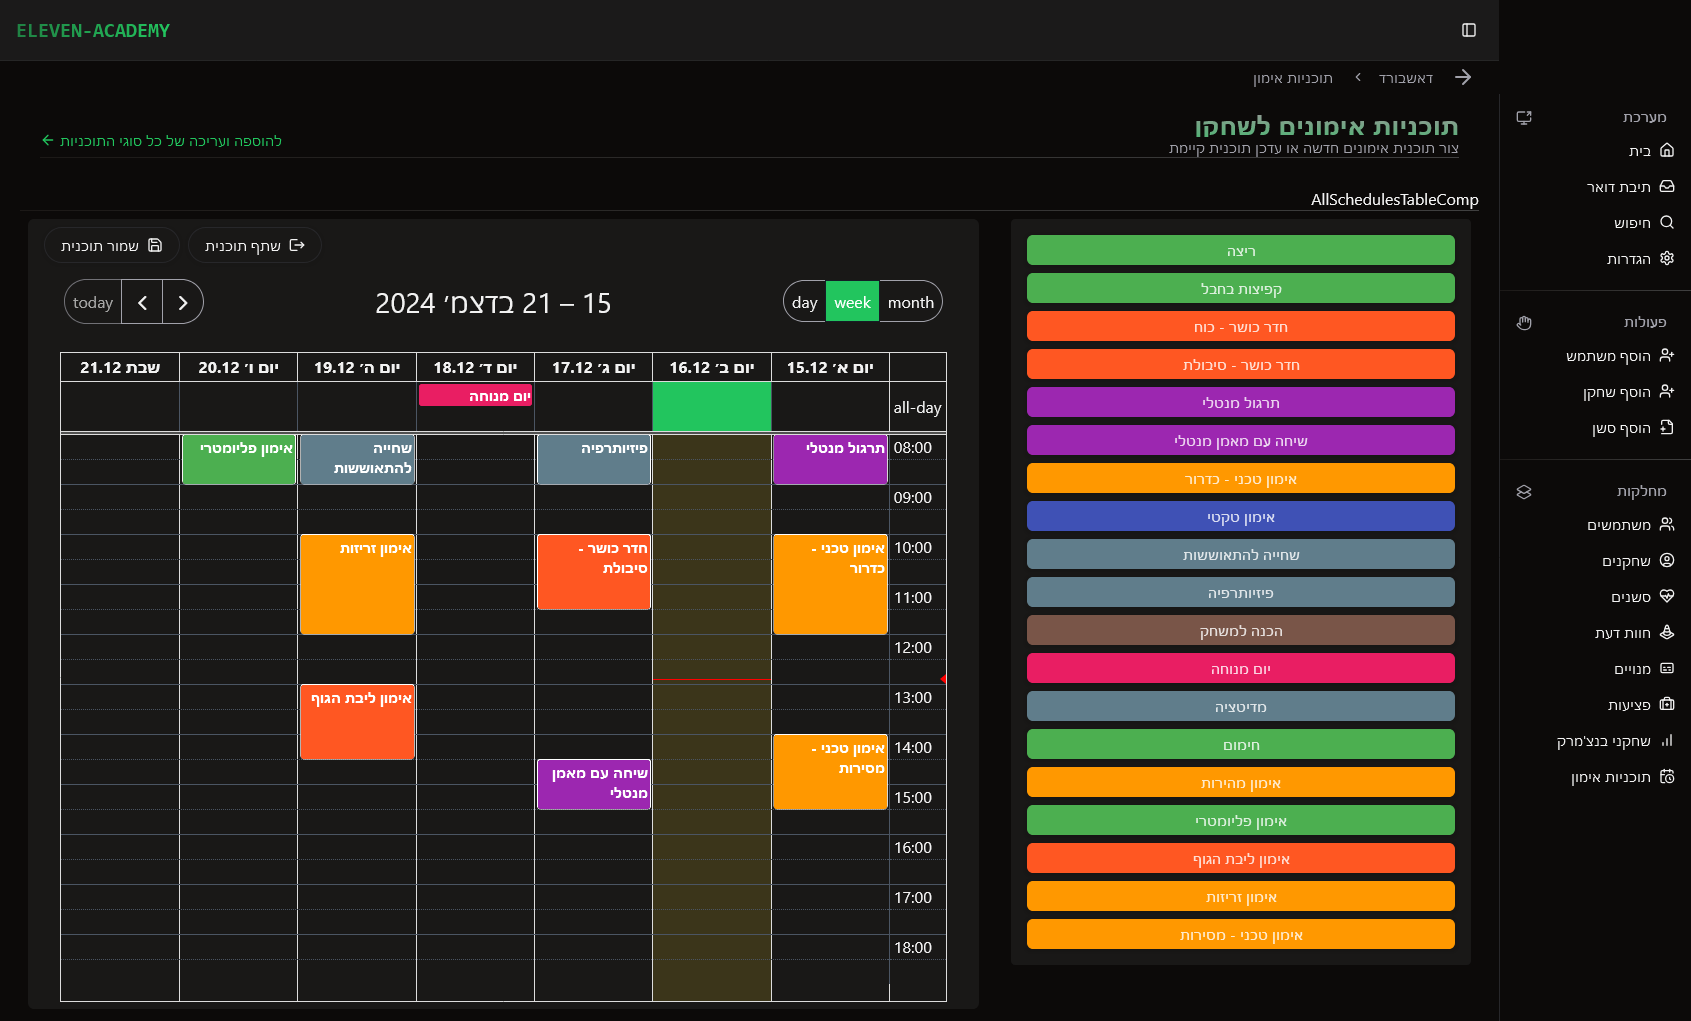 ELEVEN-ACADEMY
דאשבורד
תוכניות אימון
תוכניות אימונים לשחקן
צור תוכנית אימונים חדשה או עדכן תוכנית קיימת
להוספה ועריכה של כל סוגי התוכניות
AllSchedulesTableComp
מערכת
בית
תיבת דואר
חיפוש
הגדרות
פעולות
הוסף משתמש
הוסף שחקן
הוסף סשן
מחלקות
משתמשים
שחקנים
סשנים
חוות דעת
מנויים
פציעות
שחקני בנצ'מרק
תוכניות אימון
ריצה
קפיצות בחבל
חדר כושר - כוח
חדר כושר - סיבולת
תרגול מנטלי
שיחה עם מאמן מנטלי
אימון טכני - כדרור
אימון טקטי
שחייה להתאוששות
פיזיותרפיה
הכנה למשחק
יום מנוחה
מדיטציה
חימום
אימון מהירות
אימון פליומטרי
אימון ליבת הגוף
אימון זריזות
אימון טכני - מסירות
שתף תוכנית
שמור תוכנית
day
week
month
15 – 21 בדצמ׳ 2024
today
יום א׳ 15.12
יום ב׳ 16.12
יום ג׳ 17.12
יום ד׳ 18.12
יום ה׳ 19.12
יום ו׳ 20.12
שבת 21.12
all-day
יום מנוחה
08:00
תרגול מנטלי
פיזיותרפיה
שחייה
להתאוששות
אימון פליומטרי
09:00
10:00
אימון טכני -
כדרור
חדר כושר -
סיבולת
אימון זריזות
11:00
12:00
13:00
אימון ליבת הגוף
14:00
אימון טכני -
מסירות
שיחה עם מאמן
מנטלי
15:00
16:00
17:00
18:00